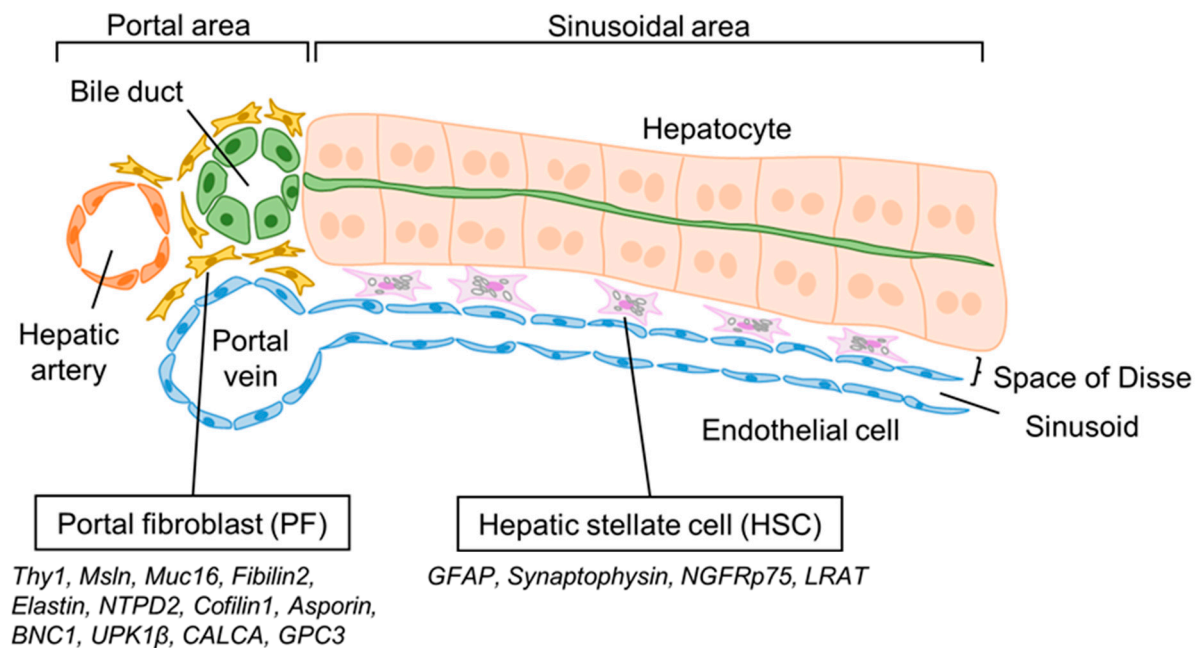 Portal area
Sinusoidal area
Bile duct
Hepatocyte
Hepatic
artery
Portal
vein
Space of Disse
Sinusoid
Endothelial cell
Portal fibroblast (PF)
Hepatic stellate cell (HSC)
Thy1, Msln, Muc16, Fibilin2,
Elastin, NTPD2, Cofilin1, Asporin,
BNC1, UPK1β, CALCA, GPC3
GFAP, Synaptophysin, NGFRp75, LRAT